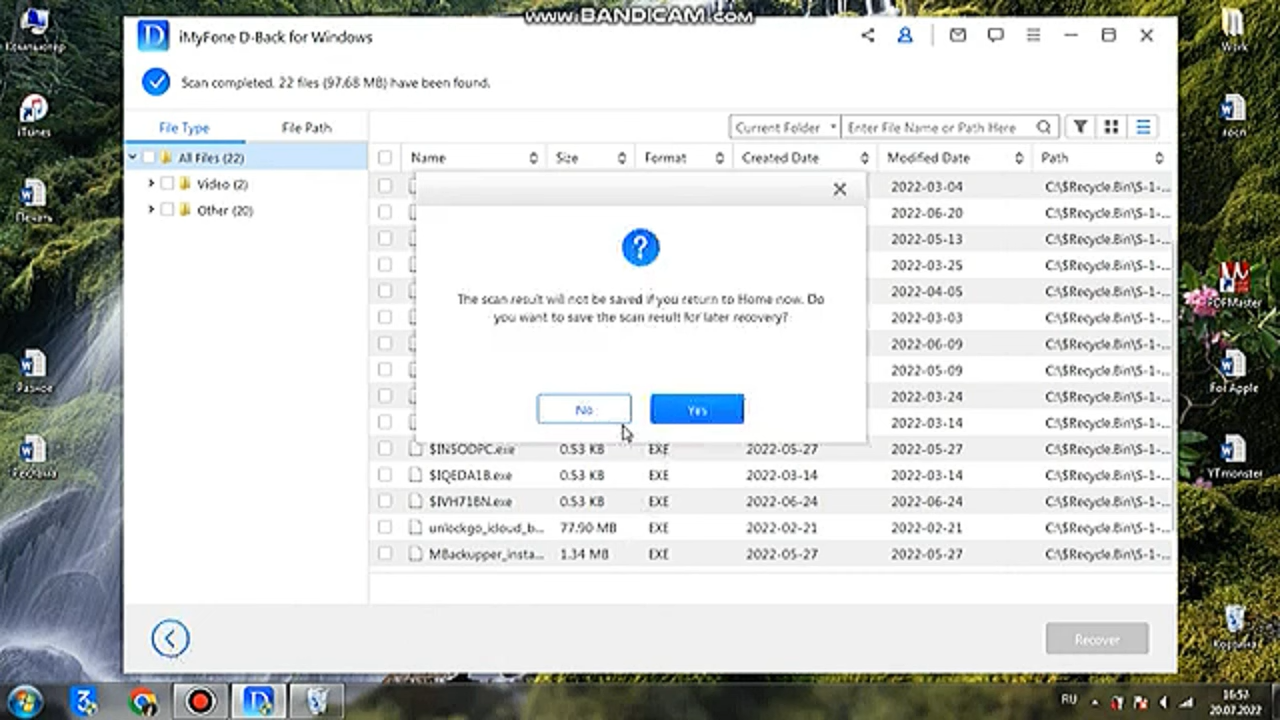 www.BANDICAM.com
iMyFone D-Back for Windows
Scan completed. 22 files (97.68 MB) have been found.
File Type File Path
Current Folder Enter File Name or Path Here
All Files (22)
Video (2)
Other (20)
Name Size Format Created Date Modified Date Path
2022-03-04 C:\$Recycle.Bin\S-1-...
2022-06-20 C:\$Recycle.Bin\S-1-...
2022-05-13 C:\$Recycle.Bin\S-1-...
2022-03-25 C:\$Recycle.Bin\S-1-...
2022-04-05 C:\$Recycle.Bin\S-1-...
2022-03-03 C:\$Recycle.Bin\S-1-...
2022-06-09 C:\$Recycle.Bin\S-1-...
2022-05-09 C:\$Recycle.Bin\S-1-...
2022-03-24 C:\$Recycle.Bin\S-1-...
2022-03-14 C:\$Recycle.Bin\S-1-...
The scan result will not be saved if you return to Home now. Do
you want to save the scan result for later recovery?
No Yes
$IN5ODPC.exe 0.53 KB EXE 2022-05-27 2022-05-27 C:\$Recycle.Bin\S-1-...
$IQEDA1B.exe 0.53 KB EXE 2022-03-14 2022-03-14 C:\$Recycle.Bin\S-1-...
$IVH71BN.exe 0.53 KB EXE 2022-06-24 2022-06-24 C:\$Recycle.Bin\S-1-...
unlockgo_icloud_b... 77.90 MB EXE 2022-02-21 2022-02-21 C:\$Recycle.Bin\S-1-...
MBackupper_insta... 1.34 MB EXE 2022-05-27 2022-05-27 C:\$Recycle.Bin\S-1-...
Recover
Компьютер
iTunes
Печать
Разное
Реклама
Work
PDFMaster
Fol Apple
YTmonster
Корзина
RU
16:57
20.07.2022